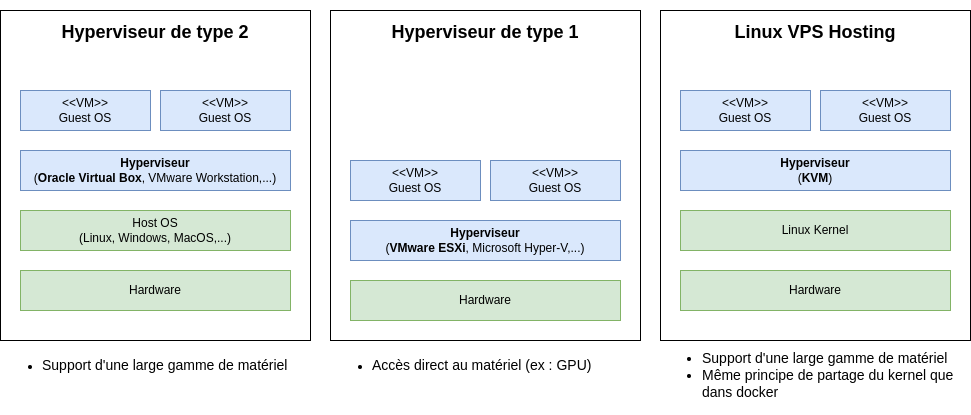 Hyperviseur de type 2
<<VM>>
Guest OS
<<VM>>
Guest OS
Hyperviseur
(Oracle Virtual Box, VMware Workstation,...)
Host OS
(Linux, Windows, MacOS,...)
Hardware
• Support d'une large gamme de matériel
Hyperviseur de type 1
<<VM>>
Guest OS
<<VM>>
Guest OS
Hyperviseur
(VMware ESXi, Microsoft Hyper-V,...)
Hardware
• Accès direct au matériel (ex : GPU)
Linux VPS Hosting
<<VM>>
Guest OS
<<VM>>
Guest OS
Hyperviseur
(KVM)
Linux Kernel
Hardware
• Support d'une large gamme de matériel
• Même principe de partage du kernel que
dans docker